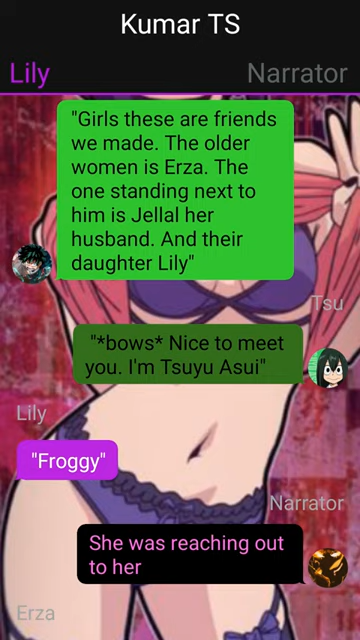 Kumar TS
Lily
Narrator
"Girls these are friends
we made. The older
women is Erza. The
one standing next to
him is Jellal her
husband. And their
daughter Lily"
Tsu
"*bows* Nice to meet
you. I'm Tsuyu Asui"
Lily
"Froggy"
Narrator
She was reaching out
to her
Erza